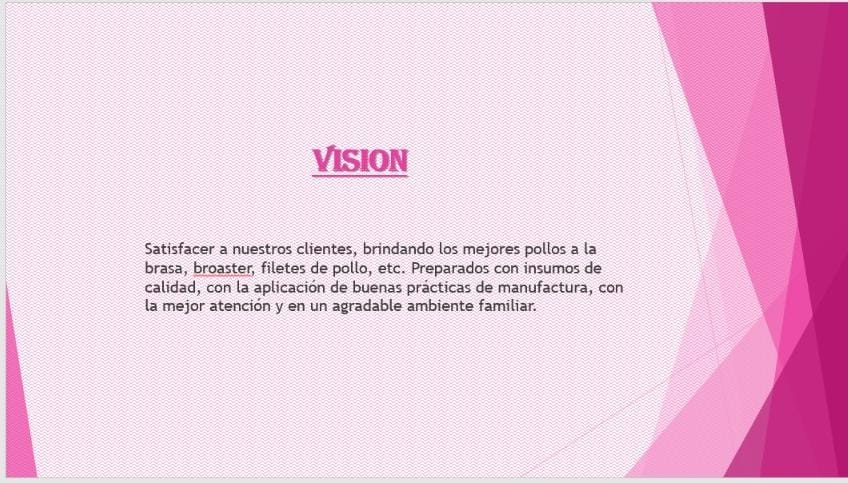 VISION
Satisfacer a nuestros clientes, brindando los mejores pollos a la
brasa, broaster, filetes de pollo, etc. Preparados con insumos de
calidad, con la aplicación de buenas prácticas de manufactura, con
la mejor atención y en un agradable ambiente familiar.